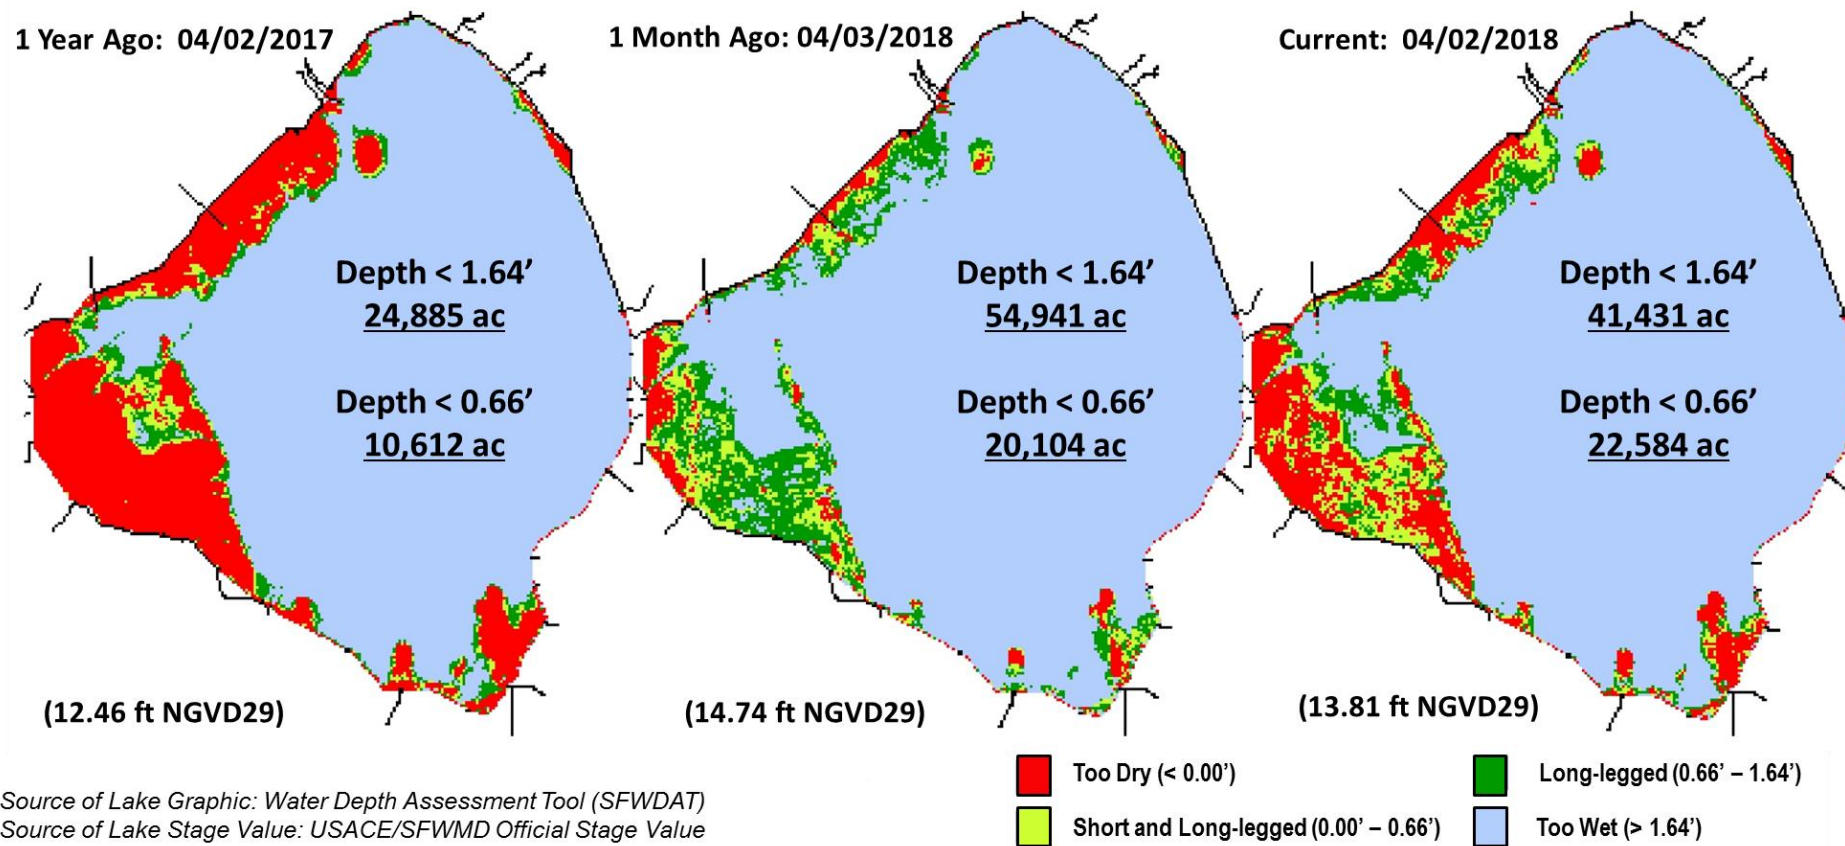 1 Year Ago: 04/02/2017
1 Month Ago: 04/03/2018
Current: 04/02/2018
Depth < 1.64’
24,885 ac
Depth < 0.66’
10,612 ac
(12.46 ft NGVD29)
Depth < 1.64’
54,941 ac
Depth < 0.66’
20,104 ac
(14.74 ft NGVD29)
Depth < 1.64’
41,431 ac
Depth < 0.66’
22,584 ac
(13.81 ft NGVD29)
Too Dry (< 0.00’)
Long-legged (0.66’ – 1.64’)
Short and Long-legged (0.00’ – 0.66’)
Too Wet (> 1.64’)
Source of Lake Graphic: Water Depth Assessment Tool (SFWDAT)
Source of Lake Stage Value: USACE/SFWMD Official Stage Value